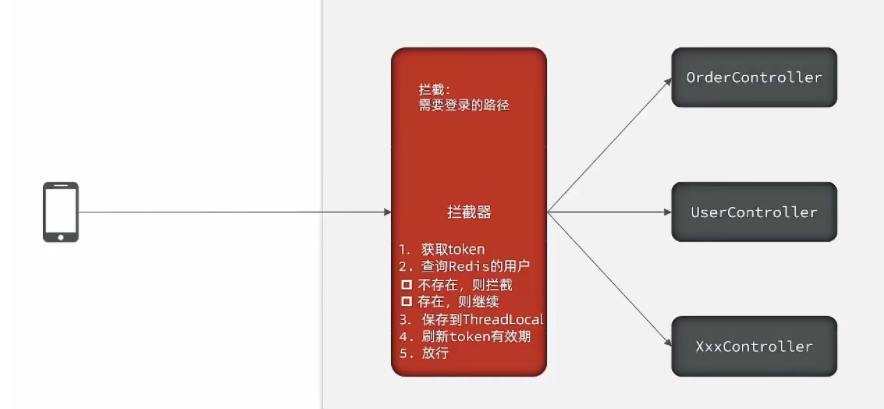 拦截：
需要登录的路径
拦截器
1. 获取token
2. 查询Redis的用户
不存在，则拦截
存在，则继续
3. 保存到ThreadLocal
4. 刷新token有效期
5. 放行
OrderController
UserController
XxxController